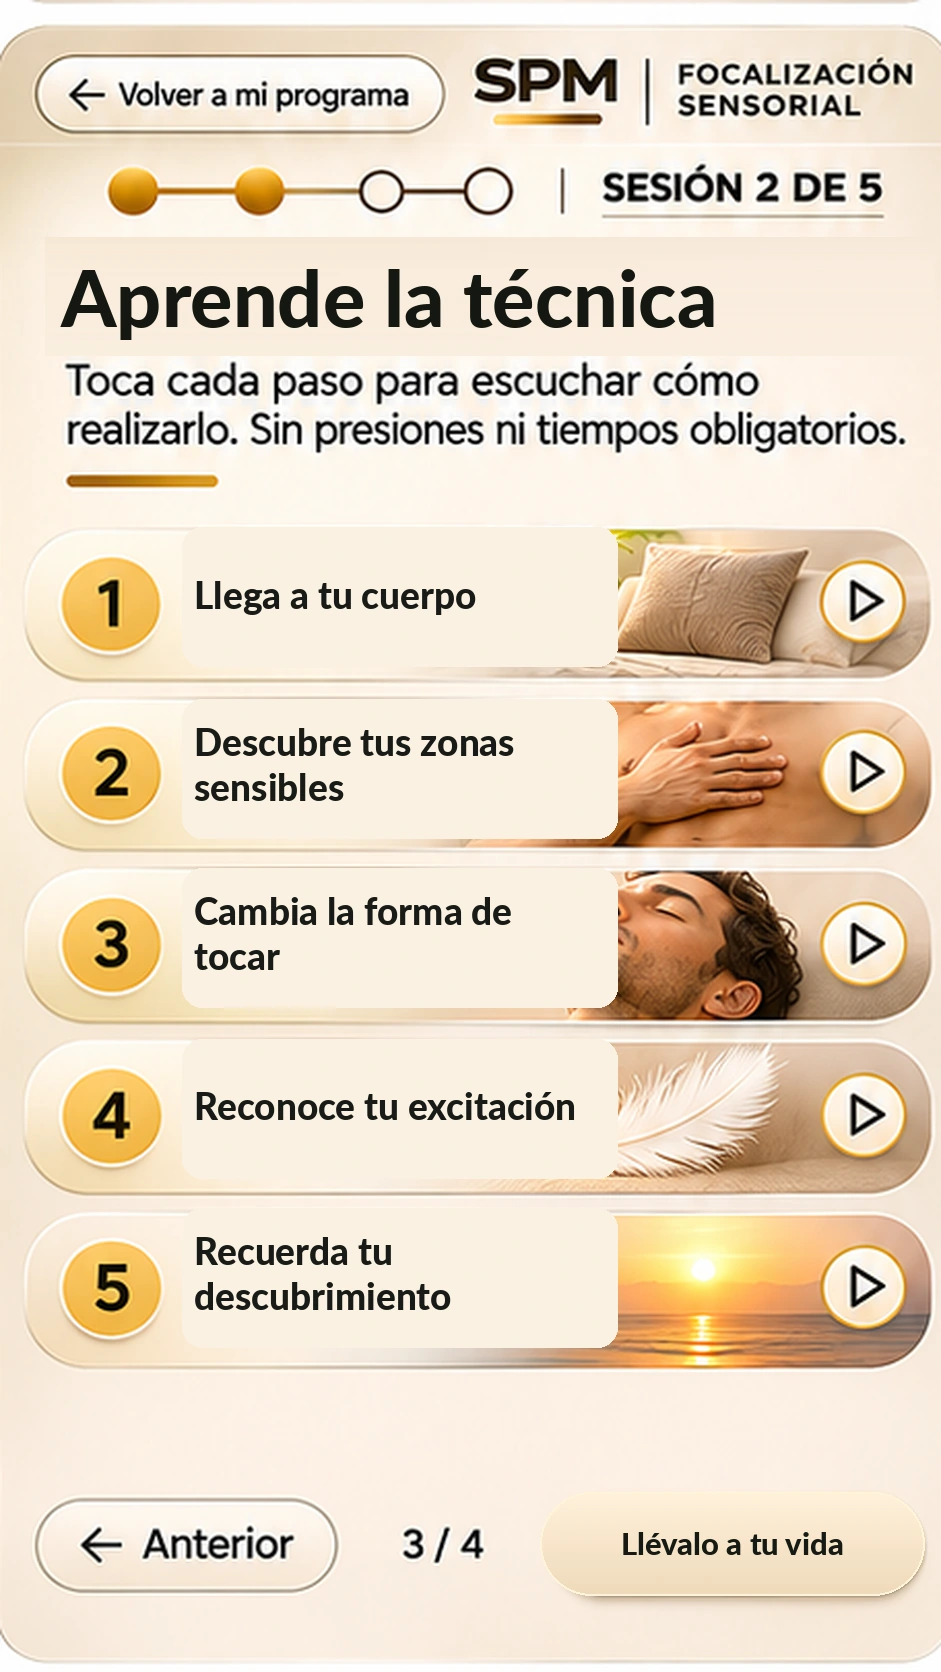 ← Volver a mi programa
SPM
FOCALIZACIÓN
SENSORIAL
SESIÓN 2 DE 5
Aprende la técnica
Toca cada paso para escuchar cómo
realizarlo. Sin presiones ni tiempos obligatorios.
1
Llega a tu cuerpo
2
Descubre tus zonas
sensibles
3
Cambia la forma de
tocar
4
Reconoce tu excitación
5
Recuerda tu
descubrimiento
← Anterior
3 / 4
Llévalo a tu vida